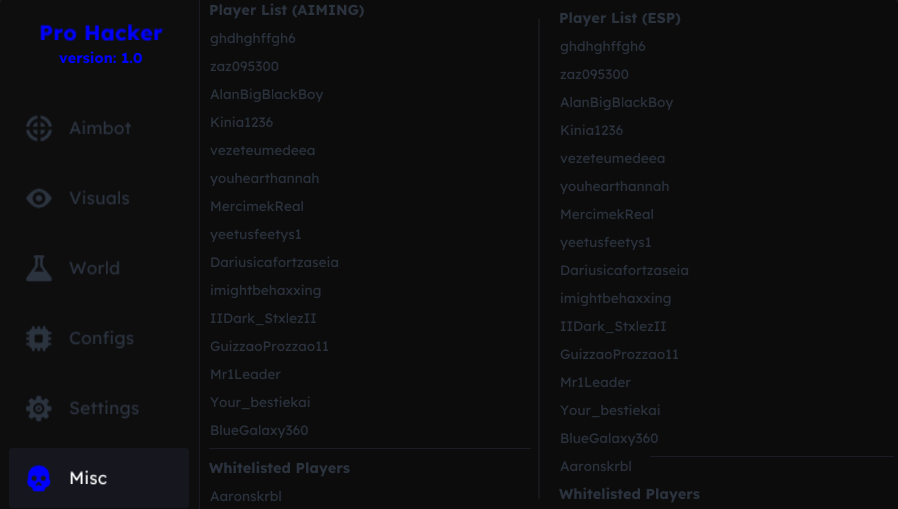 Pro Hacker
version: 1.0
Aimbot
Visuals
World
Configs
Settings
Misc
Player List (AIMING)
ghdhghffgh6
zaz095300
AlanBigBlackBoy
Kinia1236
vezeteumedeea
youhearthannah
MercimekReal
yeetusfeetys1
Dariusicafortzaseia
imightbehaxxing
IIDark_StxlezII
GuizzaoProzzao11
Mr1Leader
Your_bestiekai
BlueGalaxy360
Whitelisted Players
Aaronskrbl
Player List (ESP)
ghdhghffgh6
zaz095300
AlanBigBlackBoy
Kinia1236
vezeteumedeea
youhearthannah
MercimekReal
yeetusfeetys1
Dariusicafortzaseia
imightbehaxxing
IIDark_StxlezII
GuizzaoProzzao11
Mr1Leader
Your_bestiekai
BlueGalaxy360
Aaronskrbl
Whitelisted Players